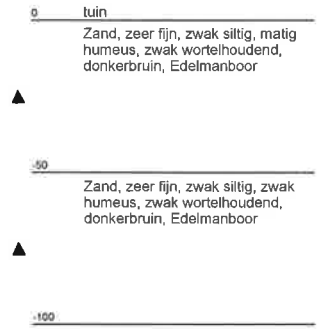 0 tuin
Zand, zeer fijn, zwak siltig, matig
humeus, zwak wortelhoudend,
donkerbruin, Edelmanboor
-50
Zand, zeer fijn, zwak siltig, zwak
humeus, zwak wortelhoudend,
donkerbruin, Edelmanboor
-100